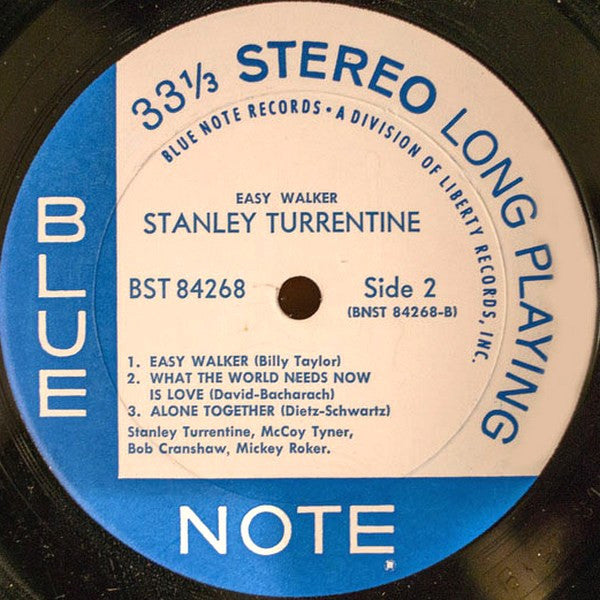 33⅓ STEREO LONG PLAYING
BLUE NOTE RECORDS • A DIVISION OF LIBERTY RECORDS, INC.
EASY WALKER
STANLEY TURRENTINE
BST 84268
Side 2
(BNST 84268-B)
1. EASY WALKER (Billy Taylor)
2. WHAT THE WORLD NEEDS NOW
IS LOVE (David-Bacharach)
3. ALONE TOGETHER (Dietz-Schwartz)
Stanley Turrentine, McCoy Tyner,
Bob Cranshaw, Mickey Roker.
BLUE
NOTE